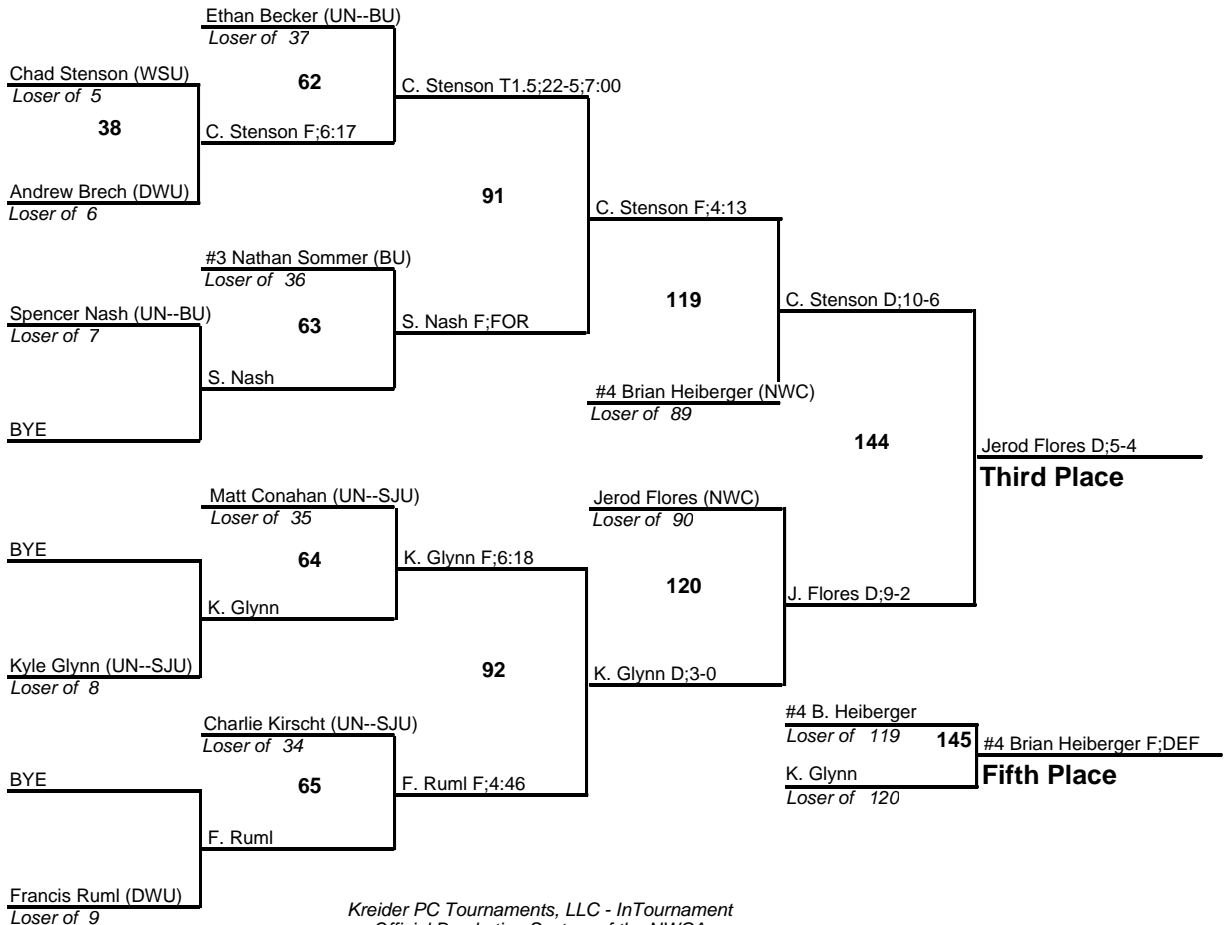 Ethan Becker (UN--BU)
Loser of 37
Chad Stenson (WSU)
Loser of 5
62
C. Stenson T1.5;22-5;7:00
38
C. Stenson F;6:17
Andrew Brech (DWU)
Loser of 6
91
C. Stenson F;4:13
#3 Nathan Sommer (BU)
Loser of 36
Spencer Nash (UN--BU)
Loser of 7
63
S. Nash F;FOR
119
C. Stenson D;10-6
S. Nash
#4 Brian Heiberger (NWC)
Loser of 89
BYE
144
Jerod Flores D;5-4
Third Place
Matt Conahan (UN--SJU)
Loser of 35
Jerod Flores (NWC)
Loser of 90
BYE
64
K. Glynn F;6:18
120
K. Glynn
J. Flores D;9-2
Kyle Glynn (UN--SJU)
Loser of 8
92
K. Glynn D;3-0
Charlie Kirscht (UN--SJU)
Loser of 34
#4 B. Heiberger
Loser of 119
145
#4 Brian Heiberger F;DEF
Fifth Place
BYE
65
F. Ruml F;4:46
K. Glynn
Loser of 120
F. Ruml
Francis Ruml (DWU)
Loser of 9
Kreider PC Tournaments, LLC - InTournament